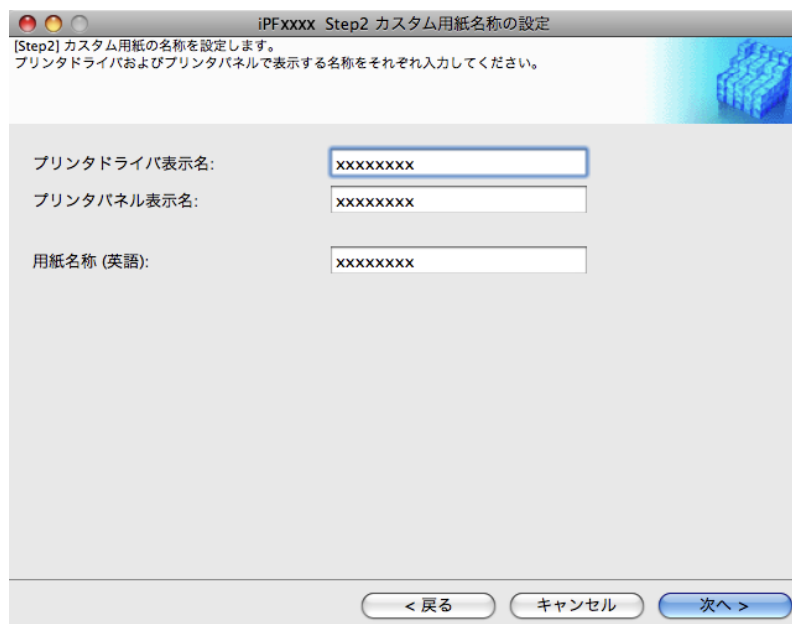 iPFxxxx Step2 カスタム用紙名称の設定
[Step2] カスタム用紙の名称を設定します。
プリンタドライバおよびプリンタパネルで表示する名称をそれぞれ入力してください。
プリンタドライバ表示名: xxxxxxxx
プリンタパネル表示名: xxxxxxxx
用紙名称 (英語): xxxxxxxx
< 戻る キャンセル 次へ >